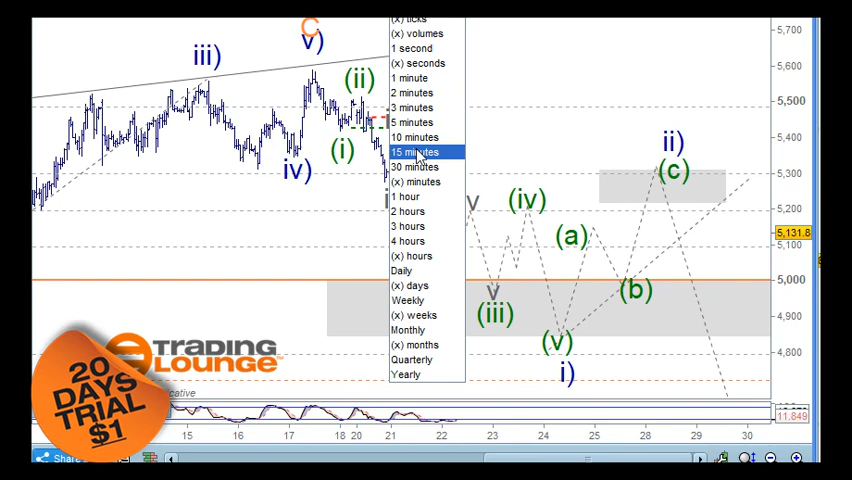 C
v)
iii)
(ii)
(i)
iv)
(x) ticks
(x) volumes
1 second
(x) seconds
1 minute
2 minutes
3 minutes
5 minutes
10 minutes
15 minutes
30 minutes
(x) minutes
1 hour
2 hours
3 hours
4 hours
(x) hours
Daily
(x) days
Weekly
(x) weeks
Monthly
(x) months
Quarterly
Yearly
ii)
(c)
v
(iv)
(a)
v
(iii)
(b)
(v)
i)
5,700
5,600
5,500
5,400
5,300
5,200
5,131.8
5,100
5,000
4,900
4,800
11.849
TRADING
LOUNGE
20
DAYS
TRIAL
$1
15 16 17 18 20 21 22 23 24 25 28 29 30
Share